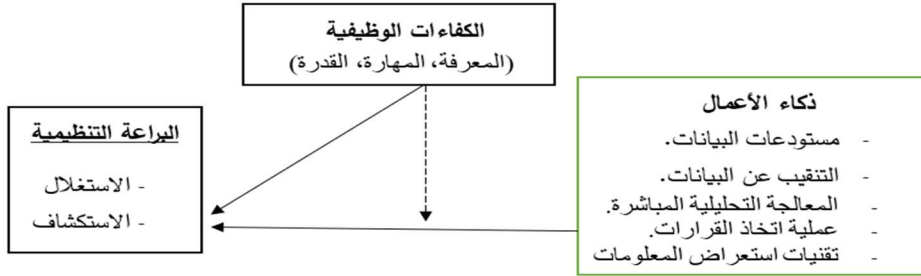 الكفاءات الوظيفية
(المعرفة، المهارة، القدرة)
ذكاء الأعمال
- مستودعات البيانات.
- التنقيب عن البيانات.
- المعالجة التحليلية المباشرة.
- عملية اتخاذ القرارات.
- تقنيات استعراض المعلومات
البراعة التنظيمية
- الاستغلال
- الاستكشاف